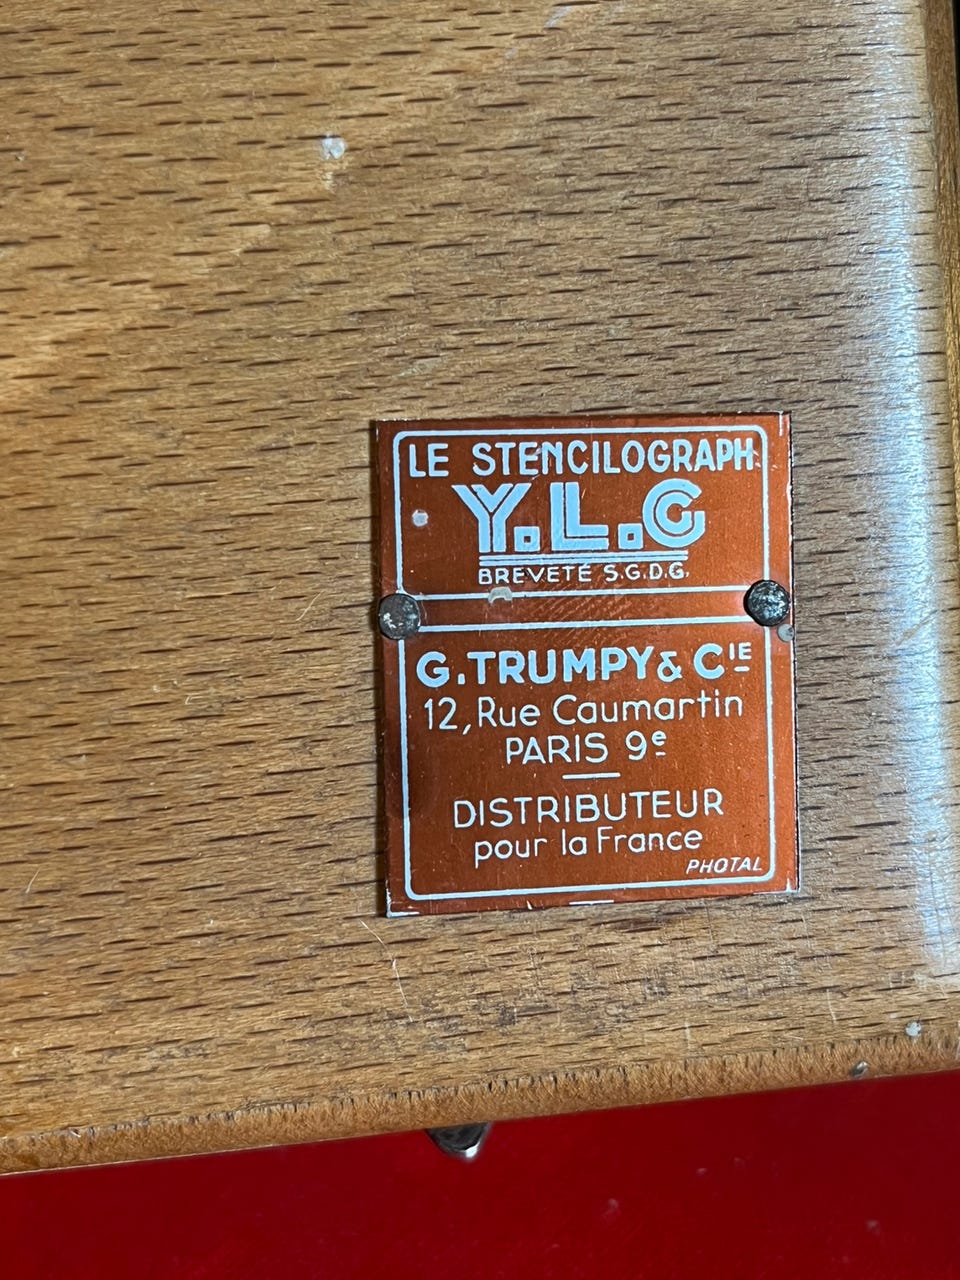 LE STENCILOGRAPH
Y.L.G
BREVETÉ S.G.D.G.
G.TRUMPY & CIE
12, Rue Caumartin
PARIS 9e
DISTRIBUTEUR
pour la France
PHOTAL